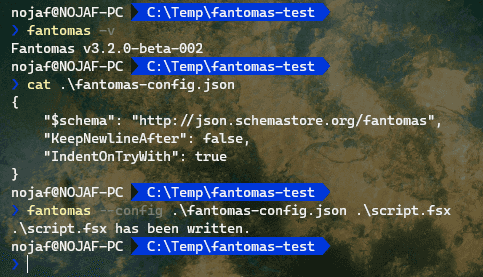 nojaf@NOJAF-PC C:\Temp\fantomas-test
❯ fantomas -v
Fantomas v3.2.0-beta-002
nojaf@NOJAF-PC C:\Temp\fantomas-test
❯ cat .\fantomas-config.json
{
    "$schema": "http://json.schemastore.org/fantomas",
    "KeepNewlineAfter": false,
    "IndentOnTryWith": true
}
nojaf@NOJAF-PC C:\Temp\fantomas-test
❯ fantomas --config .\fantomas-config.json .\script.fsx
.\script.fsx has been written.
nojaf@NOJAF-PC C:\Temp\fantomas-test
❯